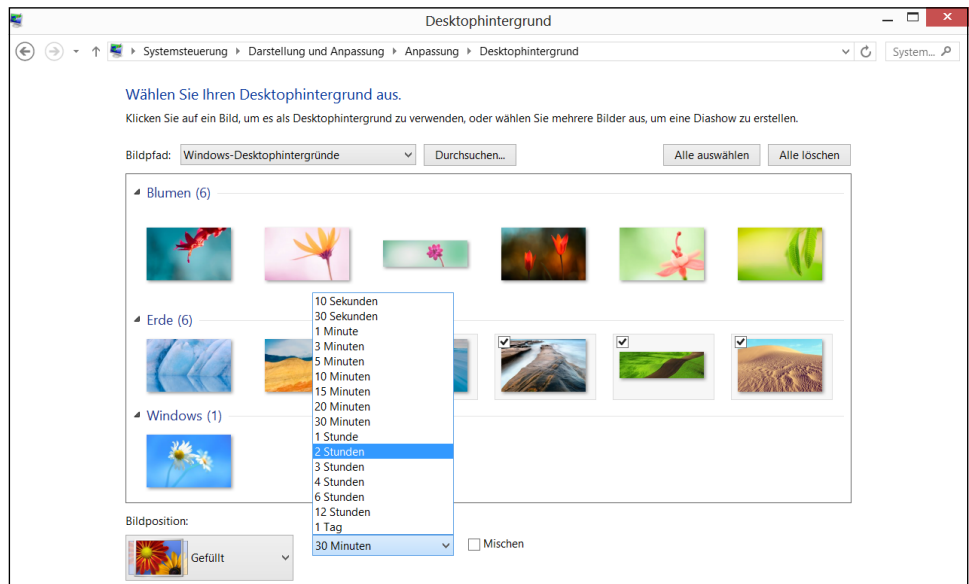 Desktophintergrund
Systemsteuerung Darstellung und Anpassung Anpassung Desktophintergrund System...
Wählen Sie Ihren Desktophintergrund aus.
Klicken Sie auf ein Bild, um es als Desktophintergrund zu verwenden, oder wählen Sie mehrere Bilder aus, um eine Diashow zu erstellen.
Bildpfad: Windows-Desktophintergründe Durchsuchen... Alle auswählen Alle löschen
Blumen (6)
10 Sekunden
30 Sekunden
Erde (6)
1 Minute
3 Minuten
5 Minuten
10 Minuten
15 Minuten
20 Minuten
Windows (1)
30 Minuten
1 Stunde
2 Stunden
3 Stunden
4 Stunden
6 Stunden
12 Stunden
1 Tag
Bildposition:
Gefüllt
30 Minuten
Mischen